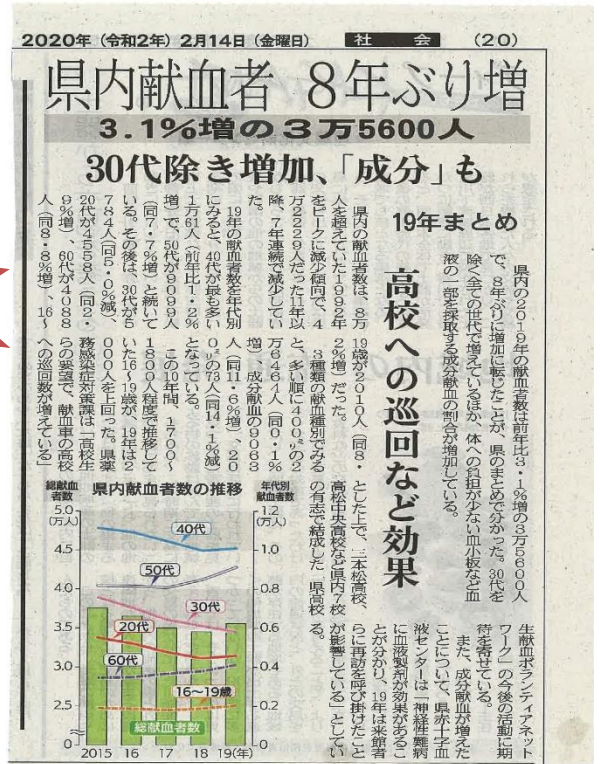 2020年（令和2年）2月14日（金曜日）　社会　（20）
県内献血者 8年ぶり増
3.1%増の3万5600人
30代除き増加、「成分」も
19年まとめ
高校への巡回など効果
県内の2019年の献血者数は前年比3・1%増の3万5600人
で、8年ぶりに増加に転じたことが、県のまとめで分かった。30代を
除く全ての世代で増えているほか、体への負担が少ない血小板など血
液の一部を採取する成分献血の割合が増加している。
県内の献血者数は、8万
人を超えていた1992年
をピークに減少傾向で、4
万2229人だった11年以
降、7年連続で減少してい
た。
19年の献血者数を年代別
にみると、40代が最も多い
1万61人（前年比1・2%
増）で、50代が9099人
（同7・7%増）と続いて
いる。その後は、30代が5
784人（同5・0%減）、
20代が4558人（同2・
9%増）、60代が4088
人（同8・8%増）、16〜
19歳が2010人（同8・
2%増）だった。
3種類の献血種別でみる
と、多い順に400㍉㍑の2
万6464人（同0・1%
増）、成分献血の9063
人（同11・6%増）、20
0㍉㍑の73人（同14・1%減）
となっている。
この10年間、1700〜
1800人程度で推移して
いた16〜19歳が、19年は2
000人を上回った。県薬
務感染症対策課は「高校生
らの要望で、献血車の高校
への巡回数が増えている」
とした上で、三本松高校、
高松中央高校など県内7校
の有志で結成した「県高校
生献血ボランティアネット
ワーク」の今後の活動に期
待を寄せている。
また、成分献血が増えた
ことについて、県赤十字血
液センターは「神経性難病
に血液製剤が効果があるこ
とが分かり、19年は来館者
らに再訪を呼び掛けたこと
が影響している」としてい
る。
総献血者数　県内献血者数の推移　年代別献血者数
5.0　1.2
（万人）　（万人）
40代
4.5　1.0
50代
4.0　0.8
30代
3.5　0.6
20代
60代
3.0　0.4
16〜19歳
2.5　0.2
総献血者数
0
2015　16　17　18　19（年）